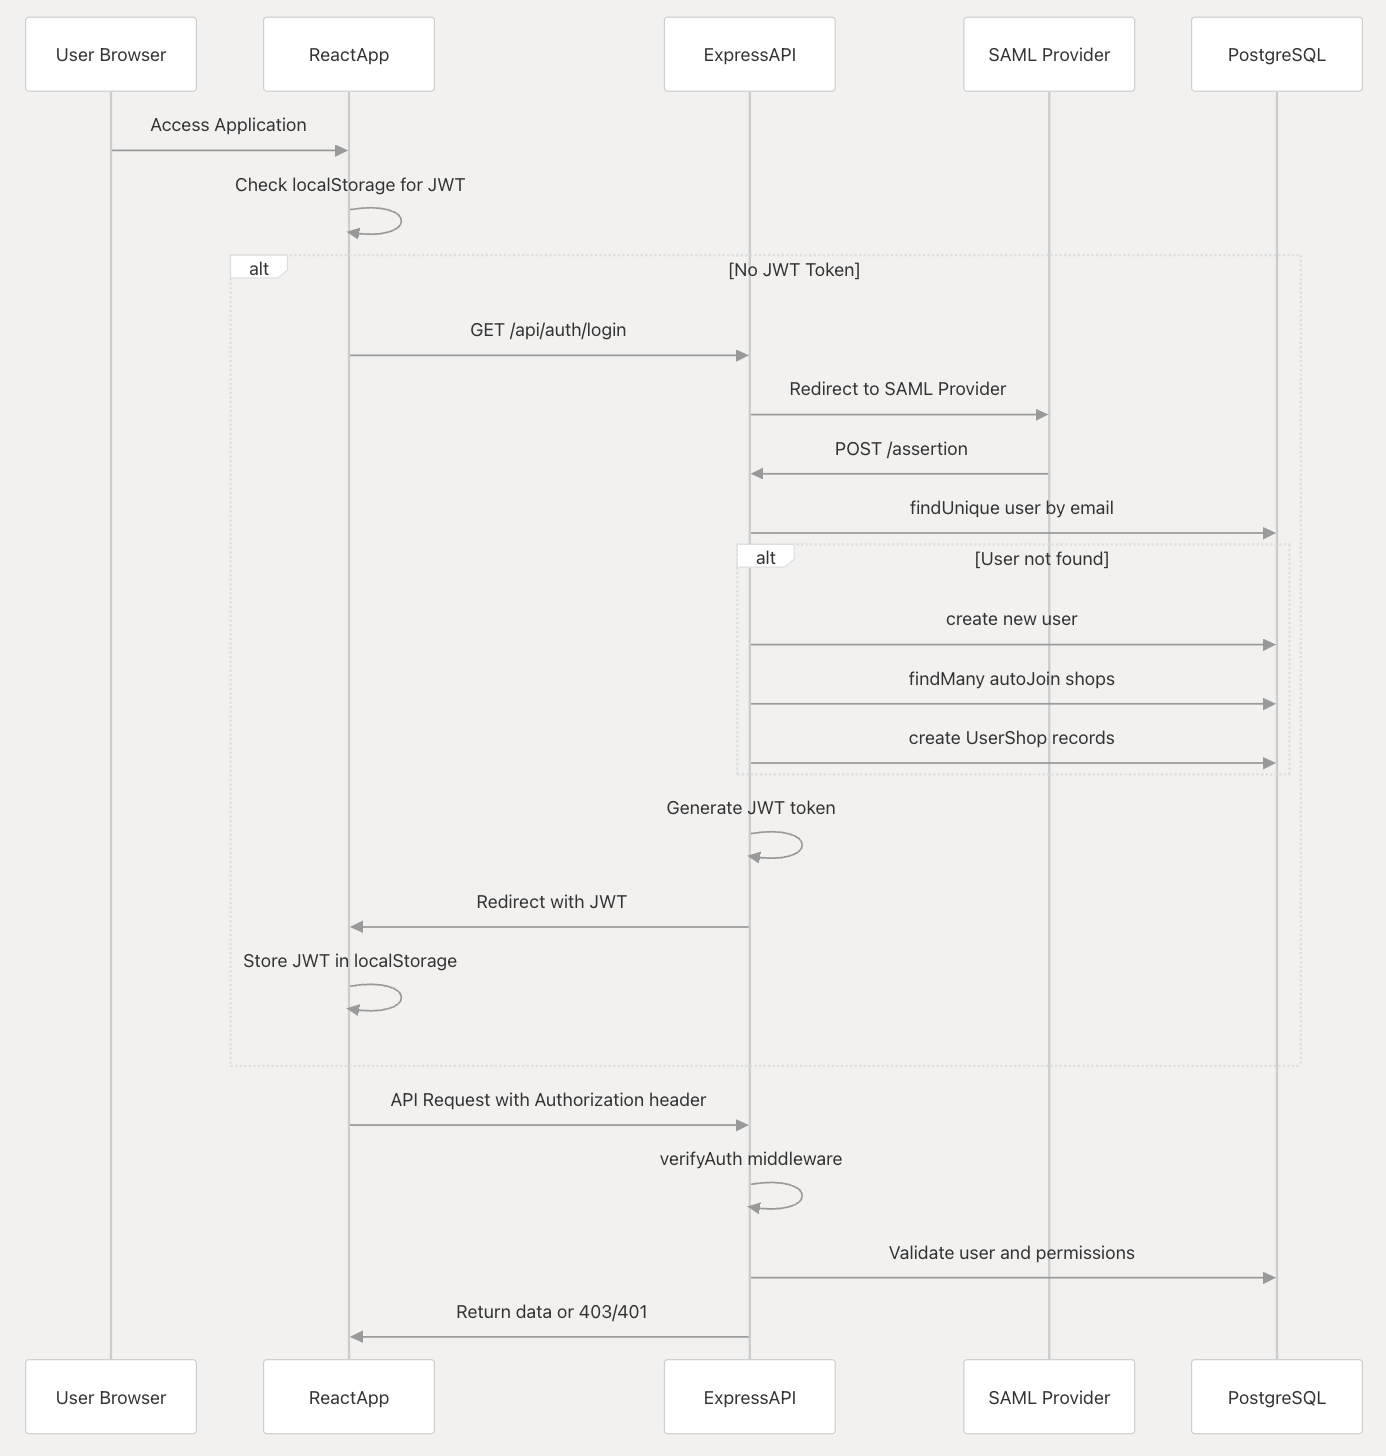 User Browser
ReactApp
ExpressAPI
SAML Provider
PostgreSQL
Access Application
Check localStorage for JWT
alt
[No JWT Token]
GET /api/auth/login
Redirect to SAML Provider
POST /assertion
findUnique user by email
alt
[User not found]
create new user
findMany autoJoin shops
create UserShop records
Generate JWT token
Redirect with JWT
Store JWT in localStorage
API Request with Authorization header
verifyAuth middleware
Validate user and permissions
Return data or 403/401
User Browser
ReactApp
ExpressAPI
SAML Provider
PostgreSQL